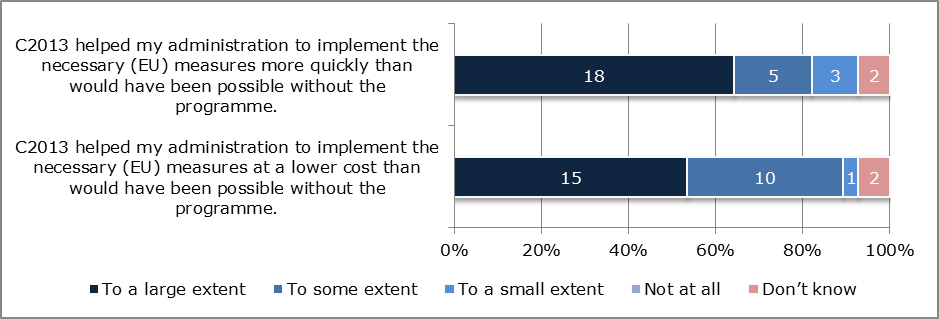 C2013 helped my administration to implement the
necessary (EU) measures more quickly than
would have been possible without the
programme.
18 5 3 2
C2013 helped my administration to implement the
necessary (EU) measures at a lower cost than
would have been possible without the
programme.
15 10 1 2
0% 20% 40% 60% 80% 100%
To a large extent To some extent To a small extent Not at all Don't know